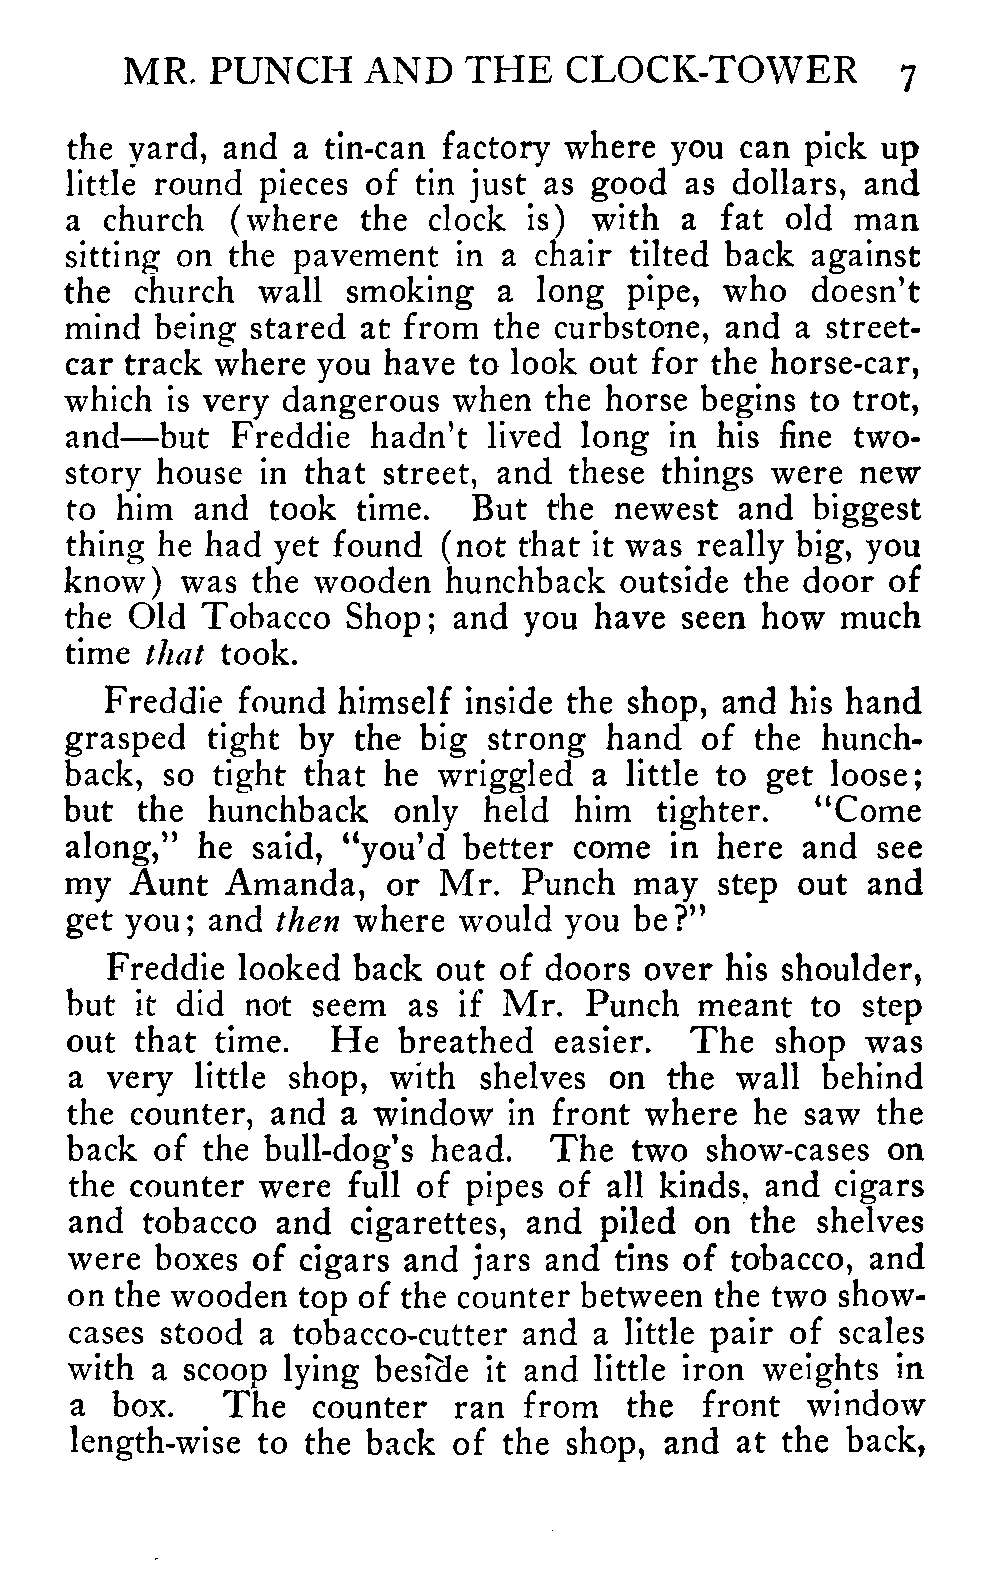 MR. PUNCH AND THE CLOCK-TOWER 7
the yard, and a tin-can factory where you can pick up
little round pieces of tin just as good as dollars, and
a church (where the clock is) with a fat old man
sitting on the pavement in a chair tilted back against
the church wall smoking a long pipe, who doesn't
mind being stared at from the curbstone, and a street-
car track where you have to look out for the horse-car,
which is very dangerous when the horse begins to trot,
and—but Freddie hadn't lived long in his fine two-
story house in that street, and these things were new
to him and took time. But the newest and biggest
thing he had yet found (not that it was really big, you
know) was the wooden hunchback outside the door of
the Old Tobacco Shop; and you have seen how much
time that took.
Freddie found himself inside the shop, and his hand
grasped tight by the big strong hand of the hunch-
back, so tight that he wriggled a little to get loose;
but the hunchback only held him tighter. "Come
along," he said, "you'd better come in here and see
my Aunt Amanda, or Mr. Punch may step out and
get you; and then where would you be?"
Freddie looked back out of doors over his shoulder,
but it did not seem as if Mr. Punch meant to step
out that time. He breathed easier. The shop was
a very little shop, with shelves on the wall behind
the counter, and a window in front where he saw the
back of the bull-dog's head. The two show-cases on
the counter were full of pipes of all kinds, and cigars
and tobacco and cigarettes, and piled on the shelves
were boxes of cigars and jars and tins of tobacco, and
on the wooden top of the counter between the two show-
cases stood a tobacco-cutter and a little pair of scales
with a scoop lying beside it and little iron weights in
a box. The counter ran from the front window
length-wise to the back of the shop, and at the back,